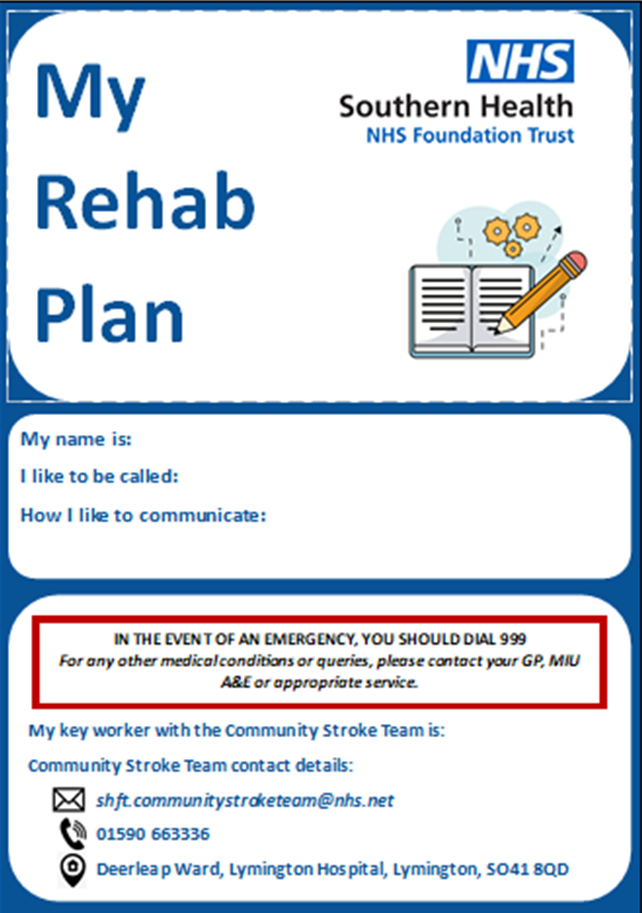 My
Rehab
Plan
NHS
Southern Health
NHS Foundation Trust
My name is:
I like to be called:
How I like to communicate:
IN THE EVENT OF AN EMERGENCY, YOU SHOULD DIAL 999
For any other medical conditions or queries, please contact your GP, MIU
A&E or appropriate service.
My key worker with the Community Stroke Team is:
Community Stroke Team contact details:
shft.communitystroketeam@nhs.net
01590 663336
Deerleap Ward, Lymington Hospital, Lymington, SO41 8QD